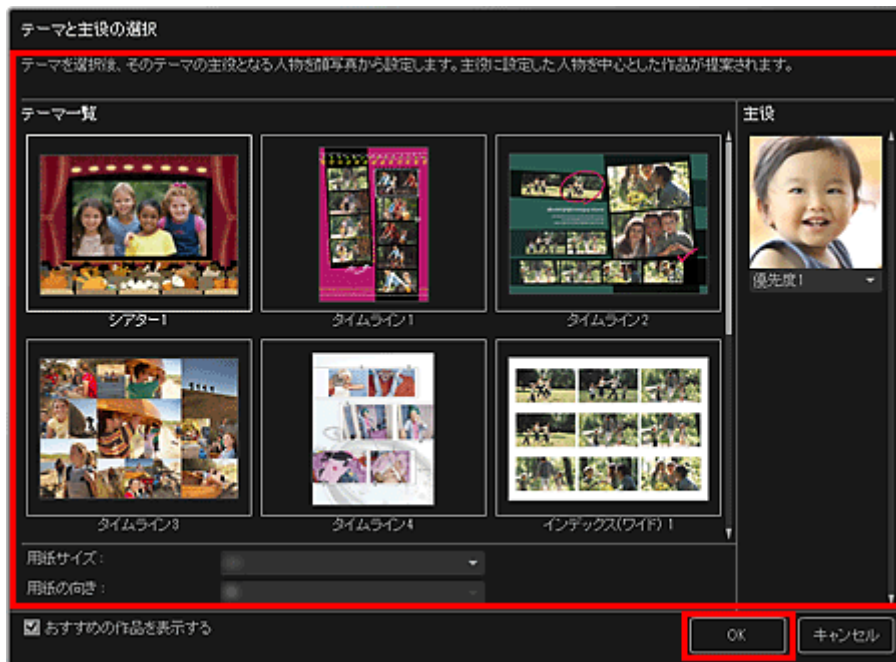 テーマと主役の選択
テーマを選択後、そのテーマの主役となる人物を顔写真から設定します。主役に設定した人物を中心とした作品が提案されます。
テーマ一覧
主役
シアター1
タイムライン1
タイムライン2
優先度1
タイムライン3
タイムライン4
インデックス(ワイド) 1
用紙サイズ:
用紙の向き:
おすすめの作品を表示する
OK
キャンセル